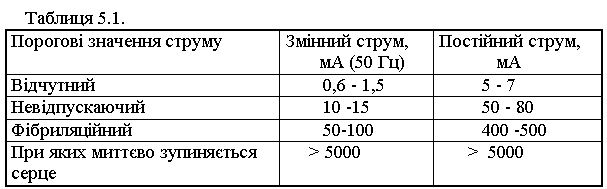 Таблиця 5.1.
Порогові значення струму Змінний струм, Постійний струм,
мА (50 Гц) мА
Відчутний 0,6 - 1,5 5 - 7
Невідпускаючий 10 -15 50 - 80
Фібриляційний 50-100 400 -500
При яких миттєво зупиняється > 5000 > 5000
серце